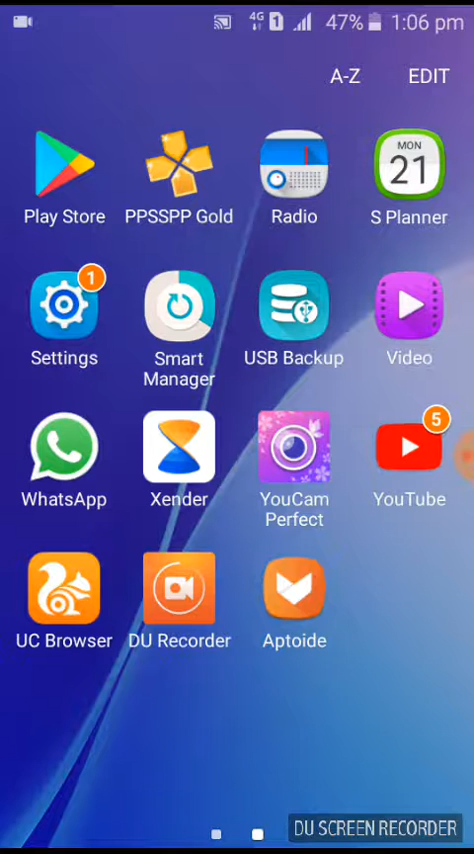 4G 1 47% 1:06 pm
A-Z EDIT
MON
21
Play Store PPSSPP Gold Radio S Planner
1
Settings Smart Manager USB Backup Video
5
WhatsApp Xender YouCam Perfect YouTube
UC Browser DU Recorder Aptoide
DU SCREEN RECORDER